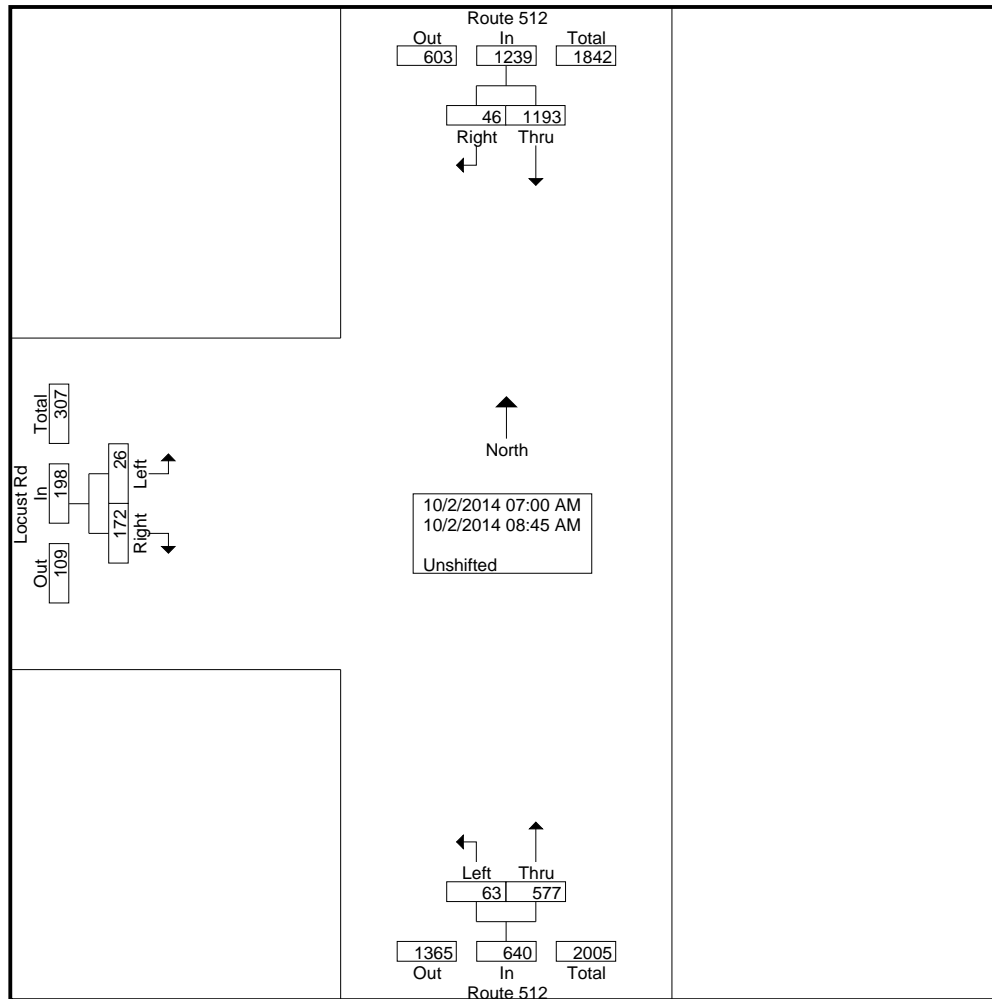 Route 512
Out In Total
603 1239 1842
46 1193
Right Thru
North
10/2/2014 07:00 AM
10/2/2014 08:45 AM
Unshifted
Locust Rd
Out In Total
109 198 307
172 26
Right Left
Left Thru
63 577
1365 640 2005
Out In Total
Route 512